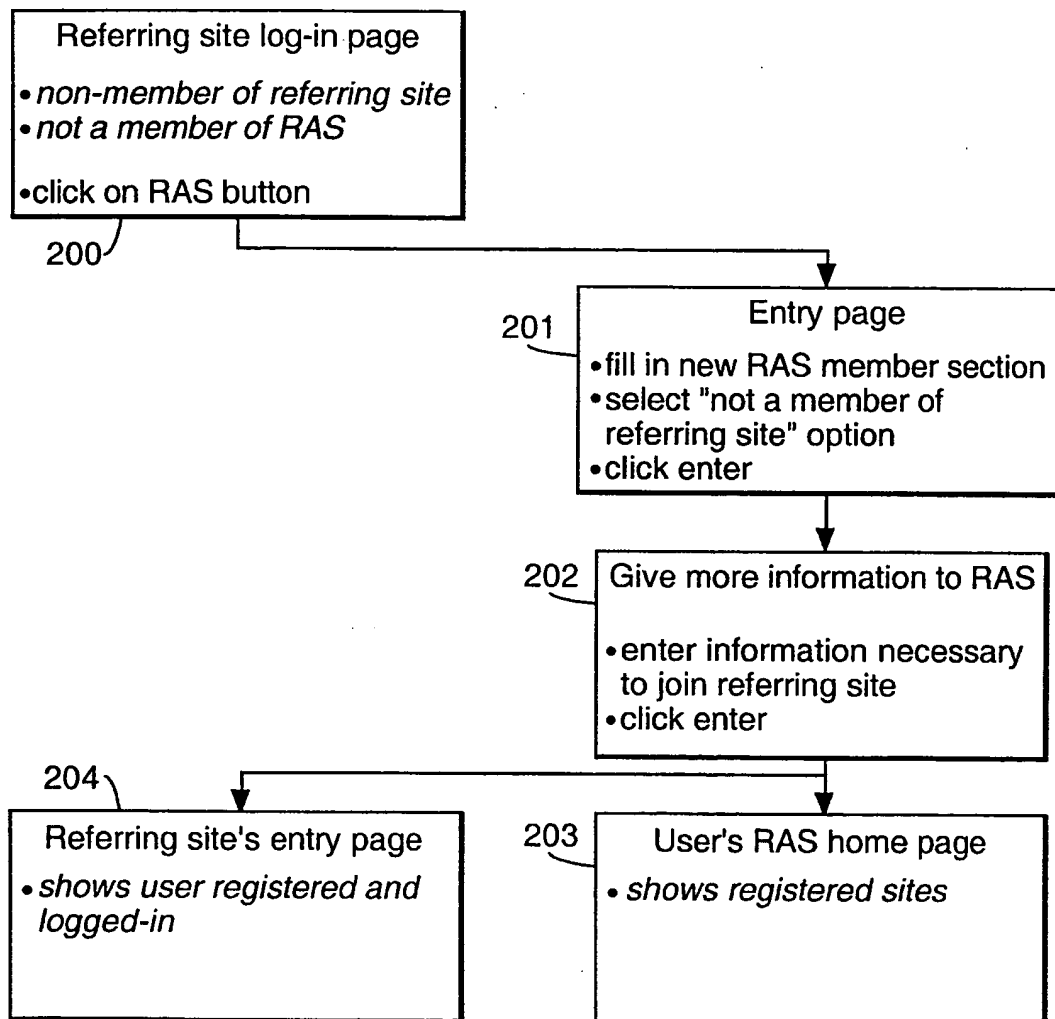 Referring site log-in page
•non-member of referring site
•not a member of RAS
•click on RAS button
200
201
Entry page
•fill in new RAS member section
•select "not a member of
referring site" option
•click enter
202
Give more information to RAS
•enter information necessary
to join referring site
•click enter
204
Referring site's entry page
• shows user registered and
logged-in
203
User's RAS home page
• shows registered sites